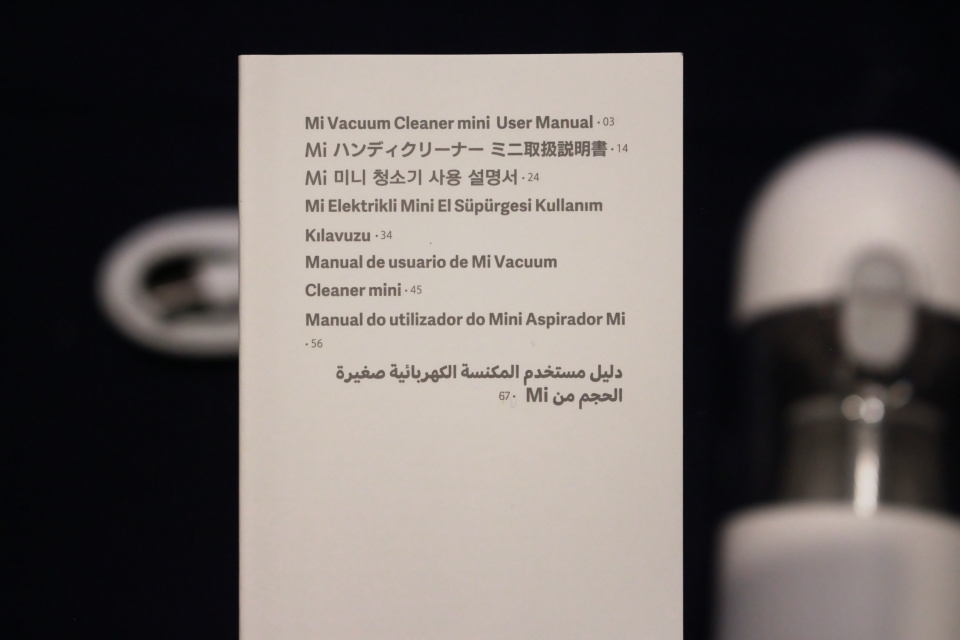 Mi Vacuum Cleaner mini User Manual · 03
Mi ハンディクリーナー ミニ取扱説明書 · 14
Mi 미니 청소기 사용 설명서 · 24
Mi Elektrikli Mini El Süpürgesi Kullanım
Kılavuzu · 34
Manual de usuario de Mi Vacuum
Cleaner mini · 45
Manual do utilizador do Mini Aspirador Mi
· 56
دليل مستخدم المكنسة الكهربائية صغيرة
الحجم من Mi · 67